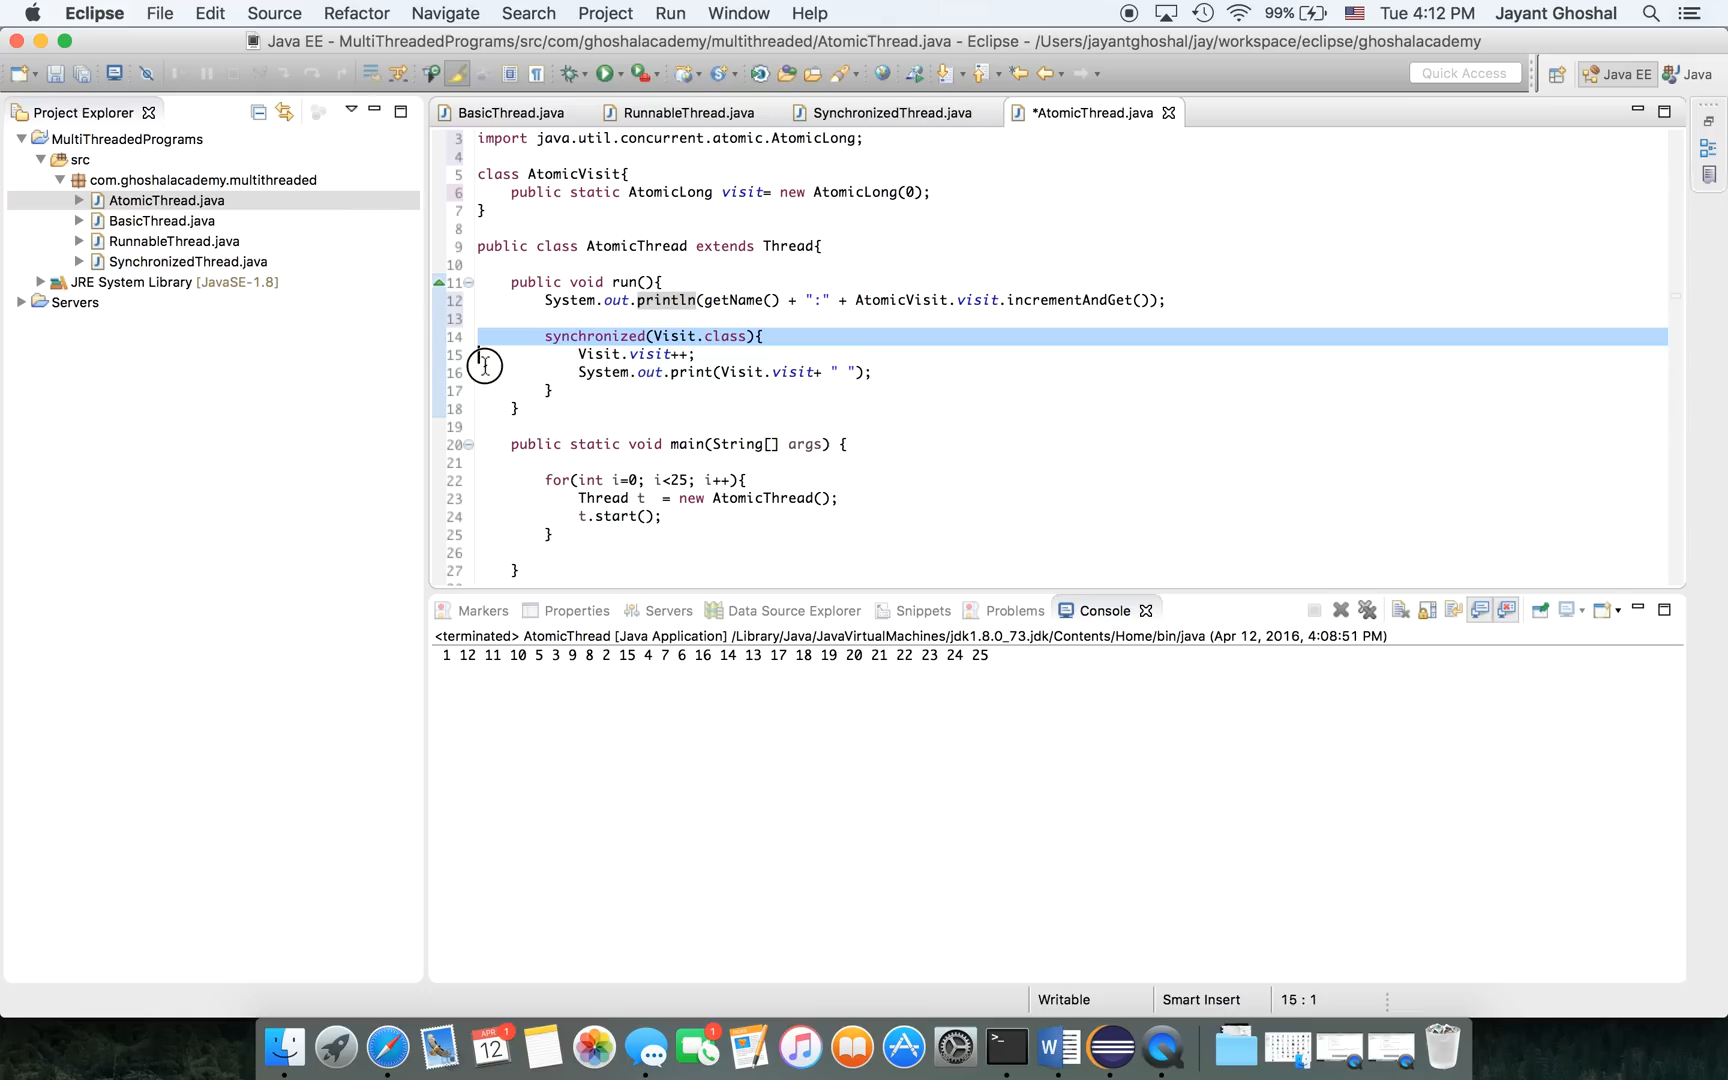 Eclipse File Edit Source Refactor Navigate Search Project Run Window Help 99% Tue 4:12 PM Jayant Ghoshal
Java EE - MultiThreadedPrograms/src/com/ghoshalacademy/multithreaded/AtomicThread.java - Eclipse - /Users/jayantghoshal/jay/workspace/eclipse/ghoshalacademy
Quick Access Java EE Java
Project Explorer
MultiThreadedPrograms
src
com.ghoshalacademy.multithreaded
AtomicThread.java
BasicThread.java
RunnableThread.java
SynchronizedThread.java
JRE System Library [JavaSE-1.8]
Servers
BasicThread.java RunnableThread.java SynchronizedThread.java *AtomicThread.java
3 import java.util.concurrent.atomic.AtomicLong;
4
5 class AtomicVisit{
6 public static AtomicLong visit= new AtomicLong(0);
7 }
8
9 public class AtomicThread extends Thread{
10
11 public void run(){
12 System.out.println(getName() + ":" + AtomicVisit.visit.incrementAndGet());
13
14 synchronized(Visit.class){
15 Visit.visit++;
16 System.out.print(Visit.visit+ " ");
17 }
18 }
19
20 public static void main(String[] args) {
21
22 for(int i=0; i<25; i++){
23 Thread t = new AtomicThread();
24 t.start();
25 }
26
27 }
Markers Properties Servers Data Source Explorer Snippets Problems Console
<terminated> AtomicThread [Java Application] /Library/Java/JavaVirtualMachines/jdk1.8.0_73.jdk/Contents/Home/bin/java (Apr 12, 2016, 4:08:51 PM)
1 12 11 10 5 3 9 8 2 15 4 7 6 16 14 13 17 18 19 20 21 22 23 24 25
Writable Smart Insert 15 : 1
APR 12 1 1